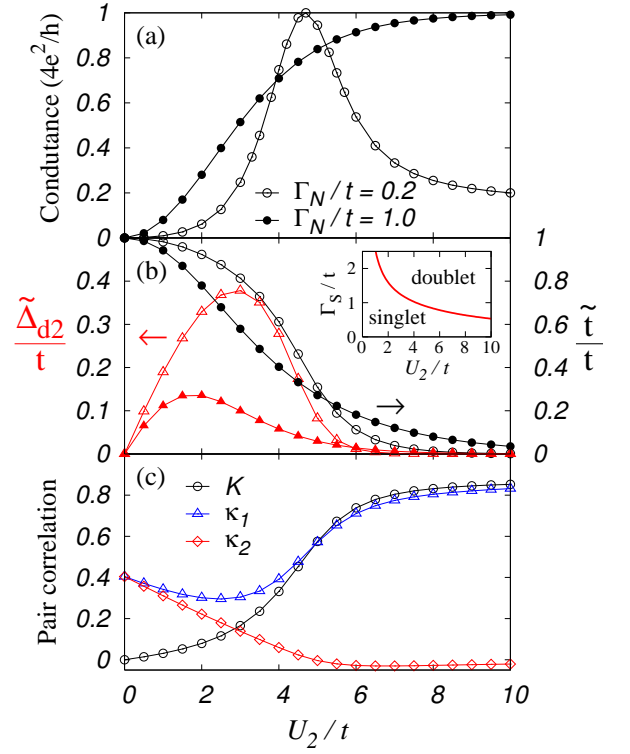 Condutance (4e²/h)
1
0.8
0.6
0.4
0.2
0
(a)
Γ_N / t = 0.2
Γ_N / t = 1.0
Δ̃_d2 / t
0.4
0.3
0.2
0.1
0
(b)
Γ_S / t
2
1
0
doublet
singlet
0 2 4 6 8 10
U_2 / t
1
0.8
0.6
0.4
0.2
0
t̃ / t
Pair correlation
0.8
0.6
0.4
0.2
0
(c)
K
κ_1
κ_2
0 2 4 6 8 10
U_2 / t